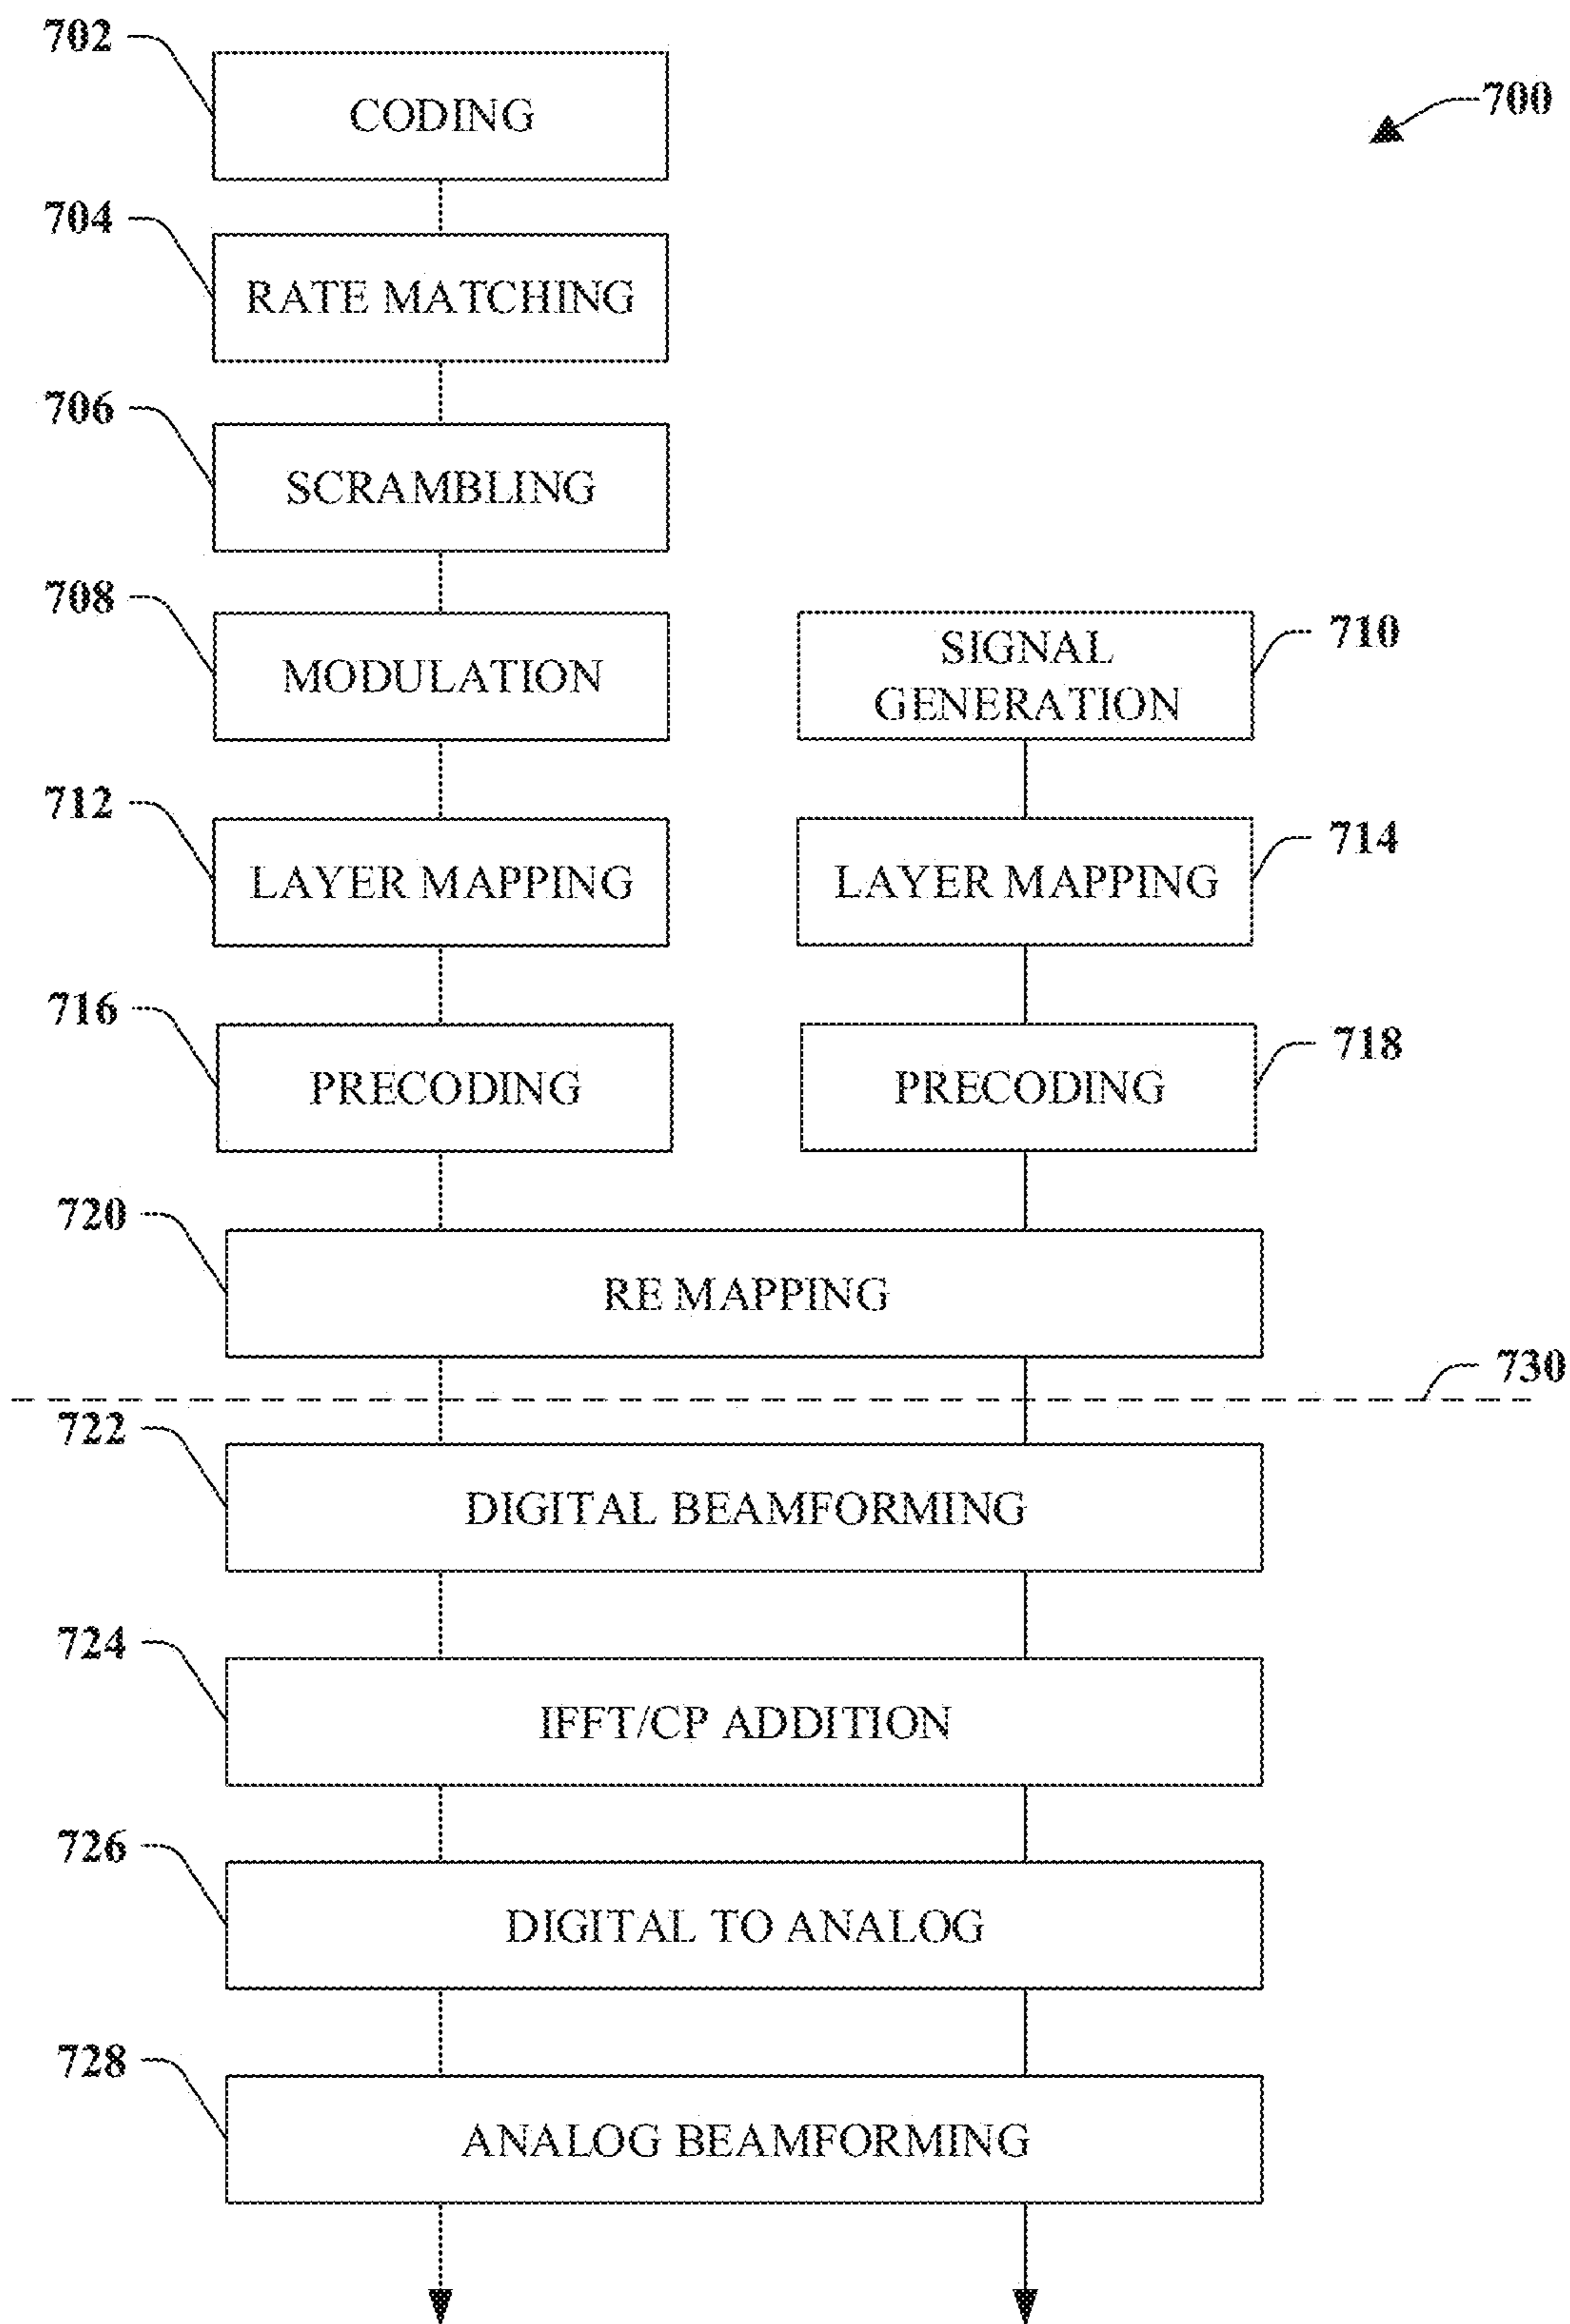 702
CODING
700
704
RATE MATCHING
706
SCRAMBLING
708
MODULATION
SIGNAL
GENERATION
710
712
LAYER MAPPING
LAYER MAPPING
714
716
PRECODING
PRECODING
718
720
RE MAPPING
730
722
DIGITAL BEAMFORMING
724
IFFT/CP ADDITION
726
DIGITAL TO ANALOG
728
ANALOG BEAMFORMING